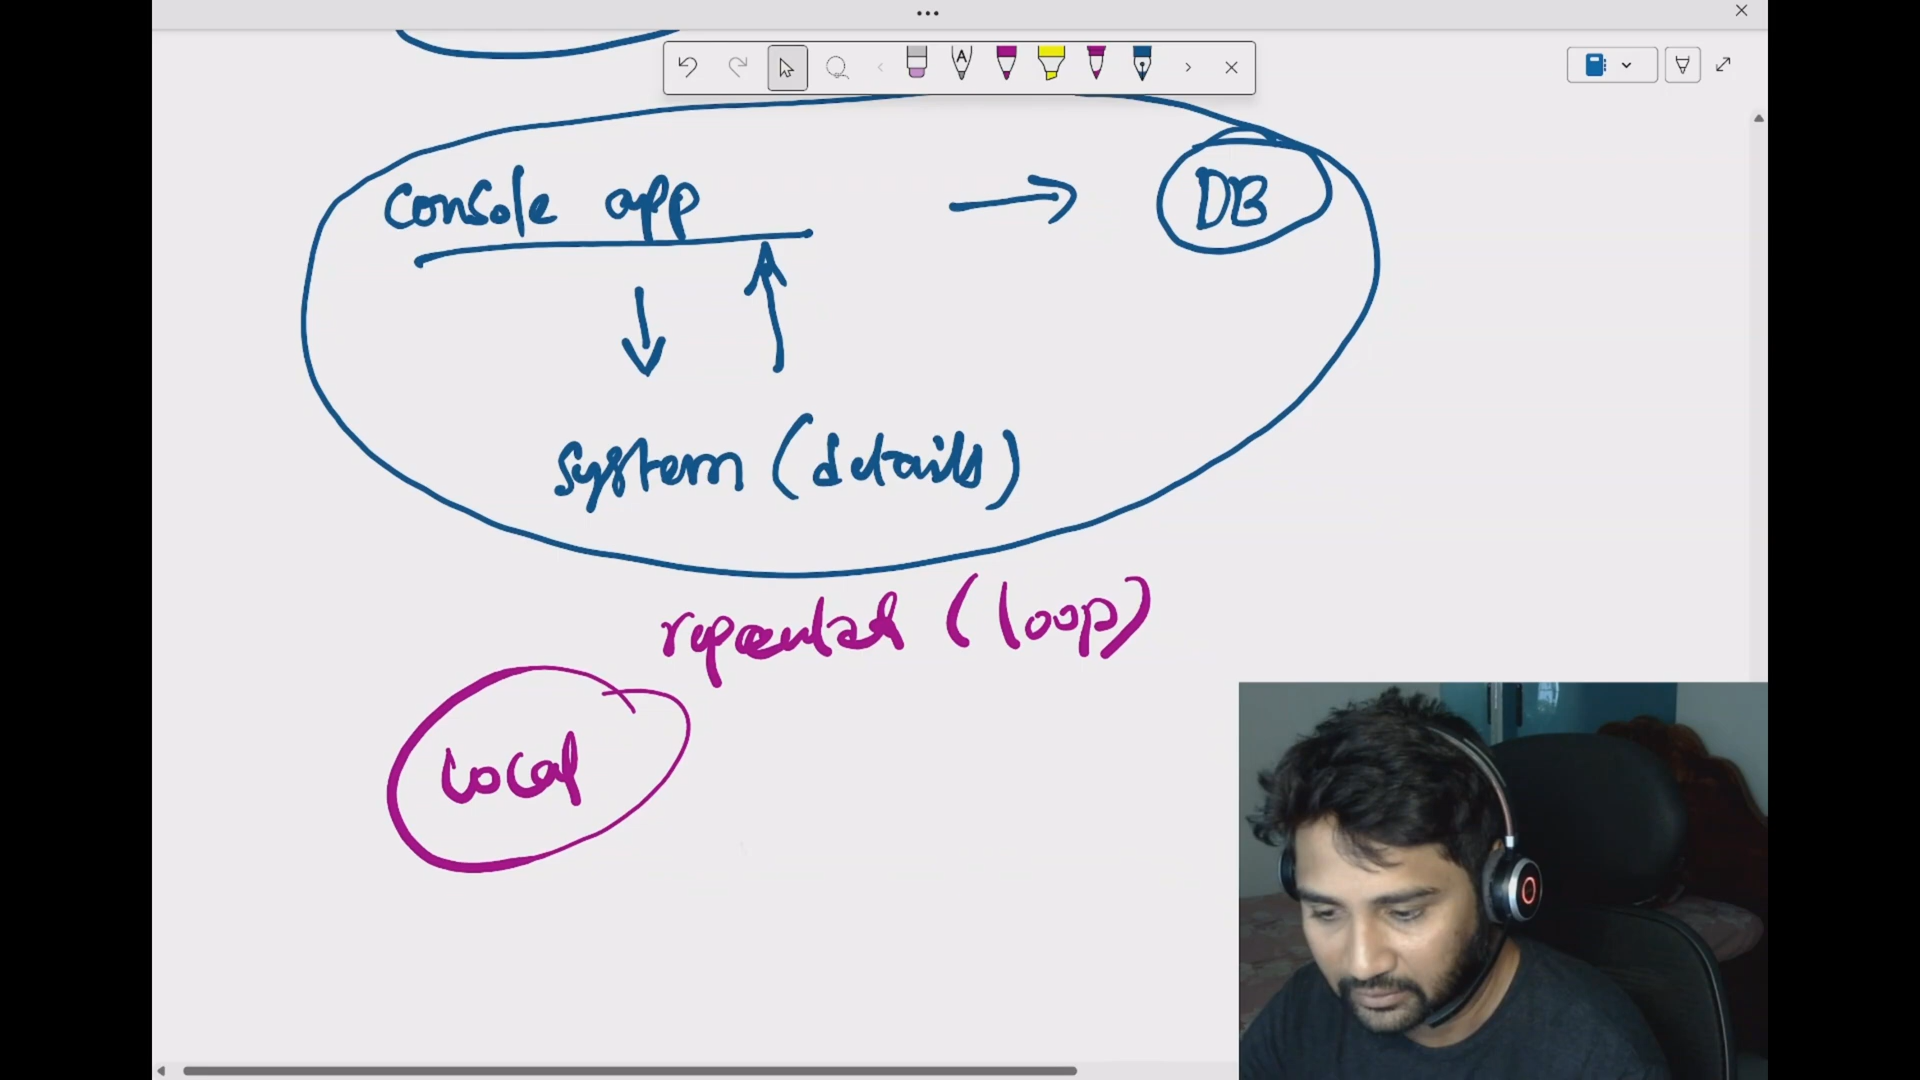 console app → DB
system (details)
repeated (loop)
Local